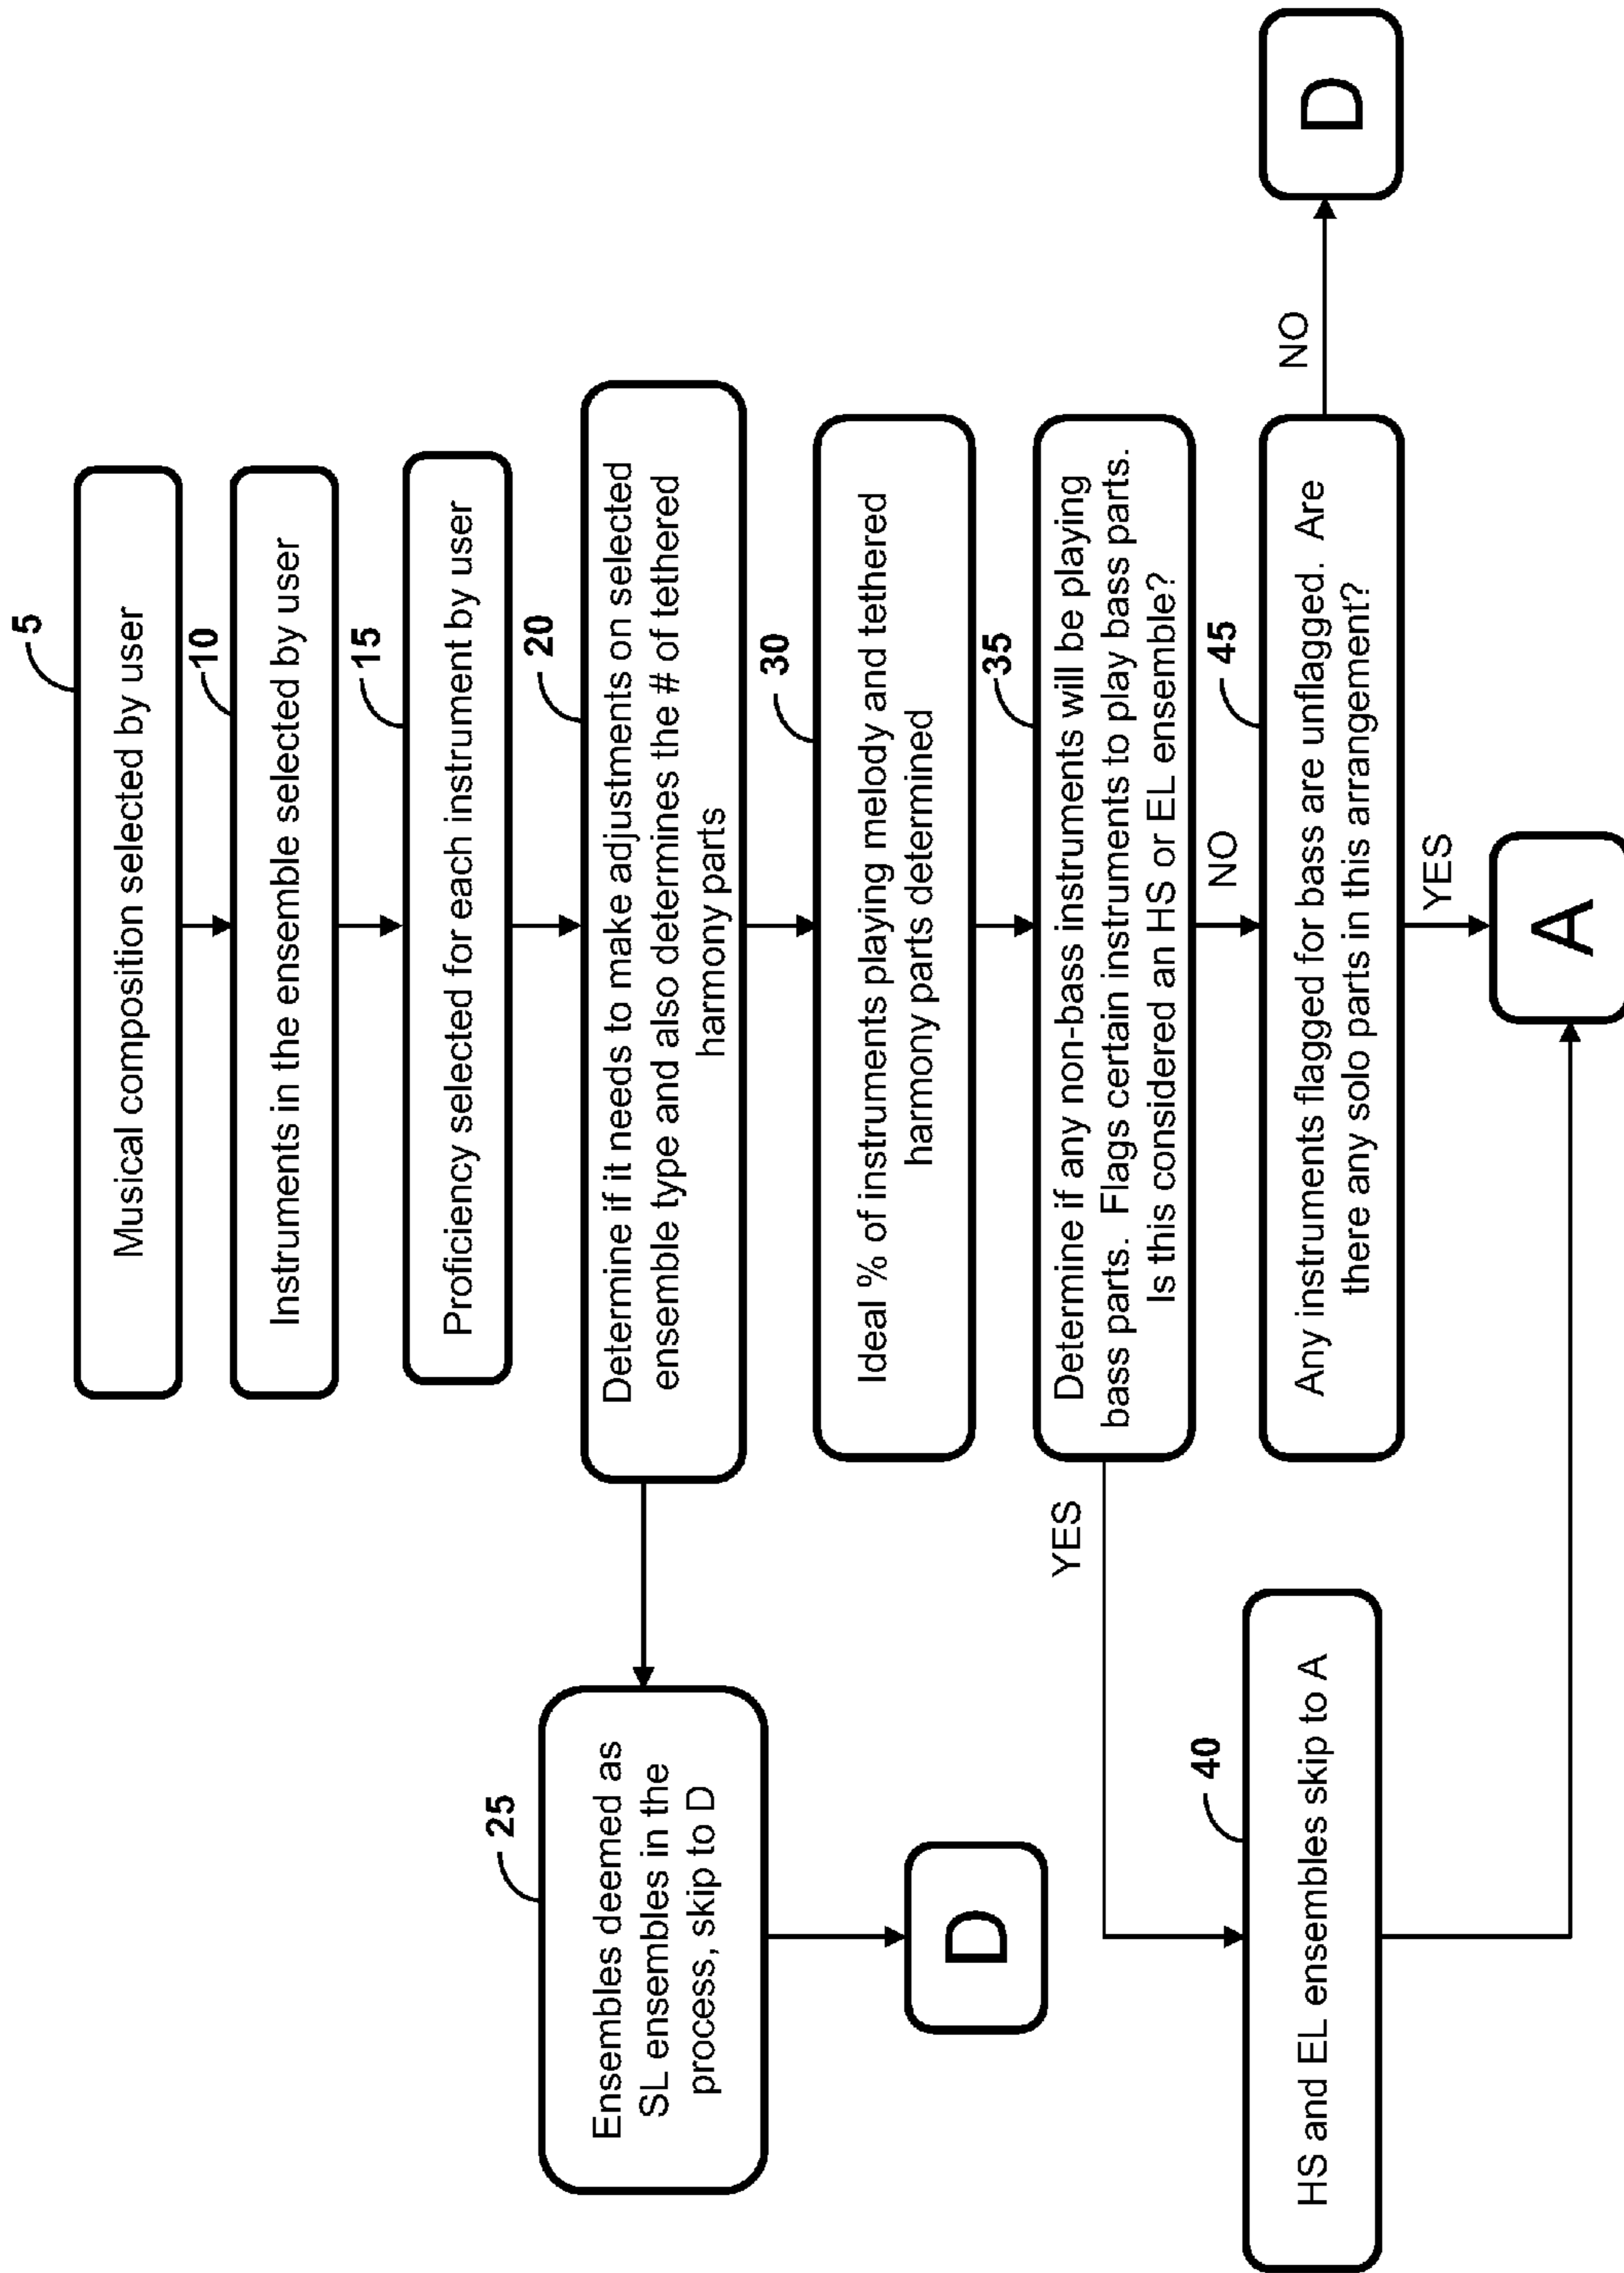 5
Musical composition selected by user
10
Instruments in the ensemble selected by user
15
Proficiency selected for each instrument by user
20
Determine if it needs to make adjustments on selected
ensemble type and also determines the # of tethered
harmony parts
25
Ensembles deemed as
SL ensembles in the
process, skip to D
D
30
Ideal % of instruments playing melody and tethered
harmony parts determined
35
Determine if any non-bass instruments will be playing
bass parts. Flags certain instruments to play bass parts.
Is this considered an HS or EL ensemble?
YES
NO
40
HS and EL ensembles skip to A
45
Any instruments flagged for bass are unflagged. Are
there any solo parts in this arrangement?
NO
D
YES
A